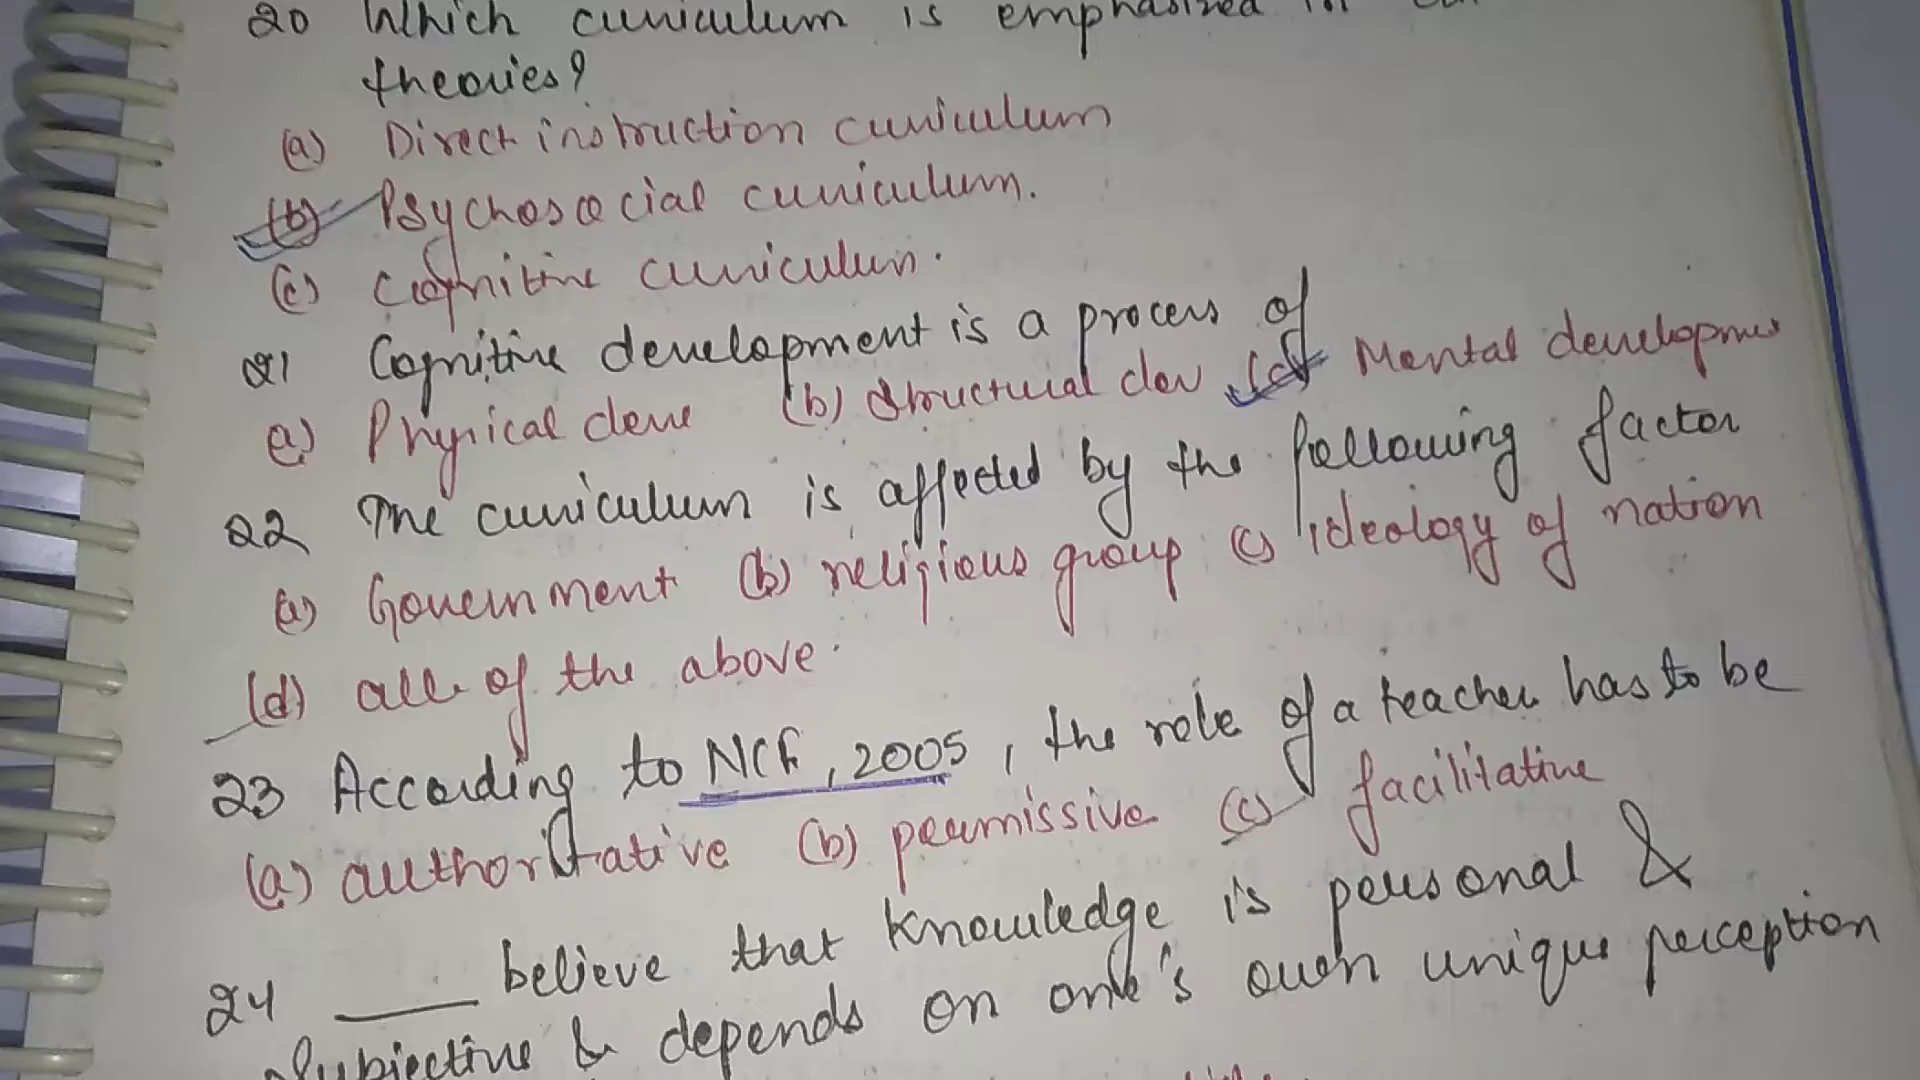 20 Which curriculum is emphasized
theories?
(a) Direct instruction curriculum
(b) Psychosocial curriculum.
(c) Cognitive curriculum.
21 Cognitive development is a process of
a) Physical deve (b) Structural dev (c) Mental developme
22 The curriculum is affected by the following factor
(a) Government (b) religious group (c) ideology of nation
(d) all of the above.
23 According to NCF, 2005, the role of a teacher has to be
(a) authoritative (b) permissive (c) facilitative
24 ____ believe that knowledge is personal &
subjective & depends on one's own unique perception